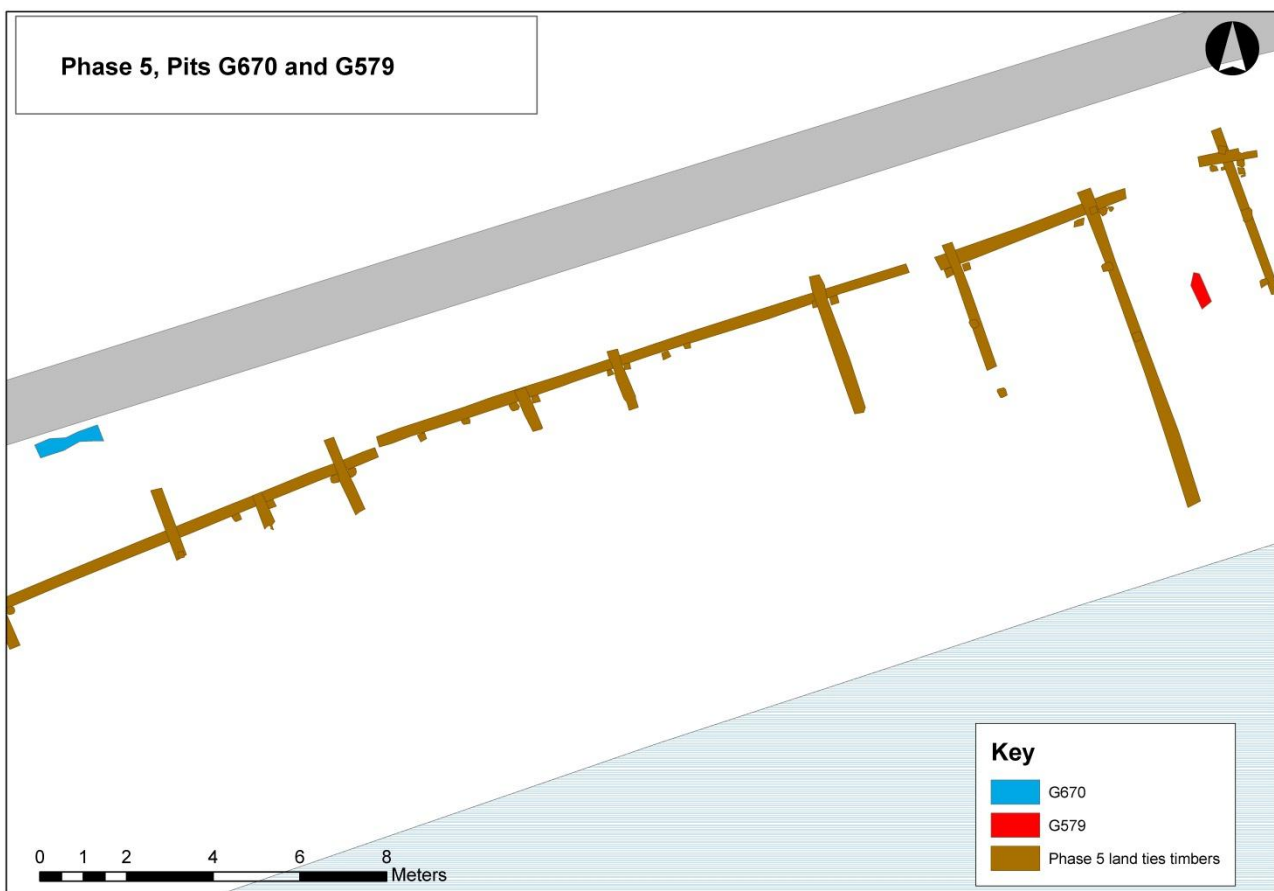 Phase 5, Pits G670 and G579
Key
G670
G579
Phase 5 land ties timbers
0 1 2 4 6 8
Meters